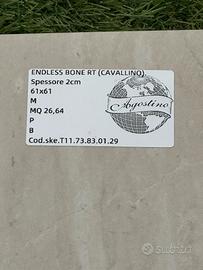 ENDLESS BONE RT (CAVALLINO)
Spessore 2cm
61x61
M
MQ 26,64
P
B
Cod.ske.T11.73.83.01.29
Agostino
subito